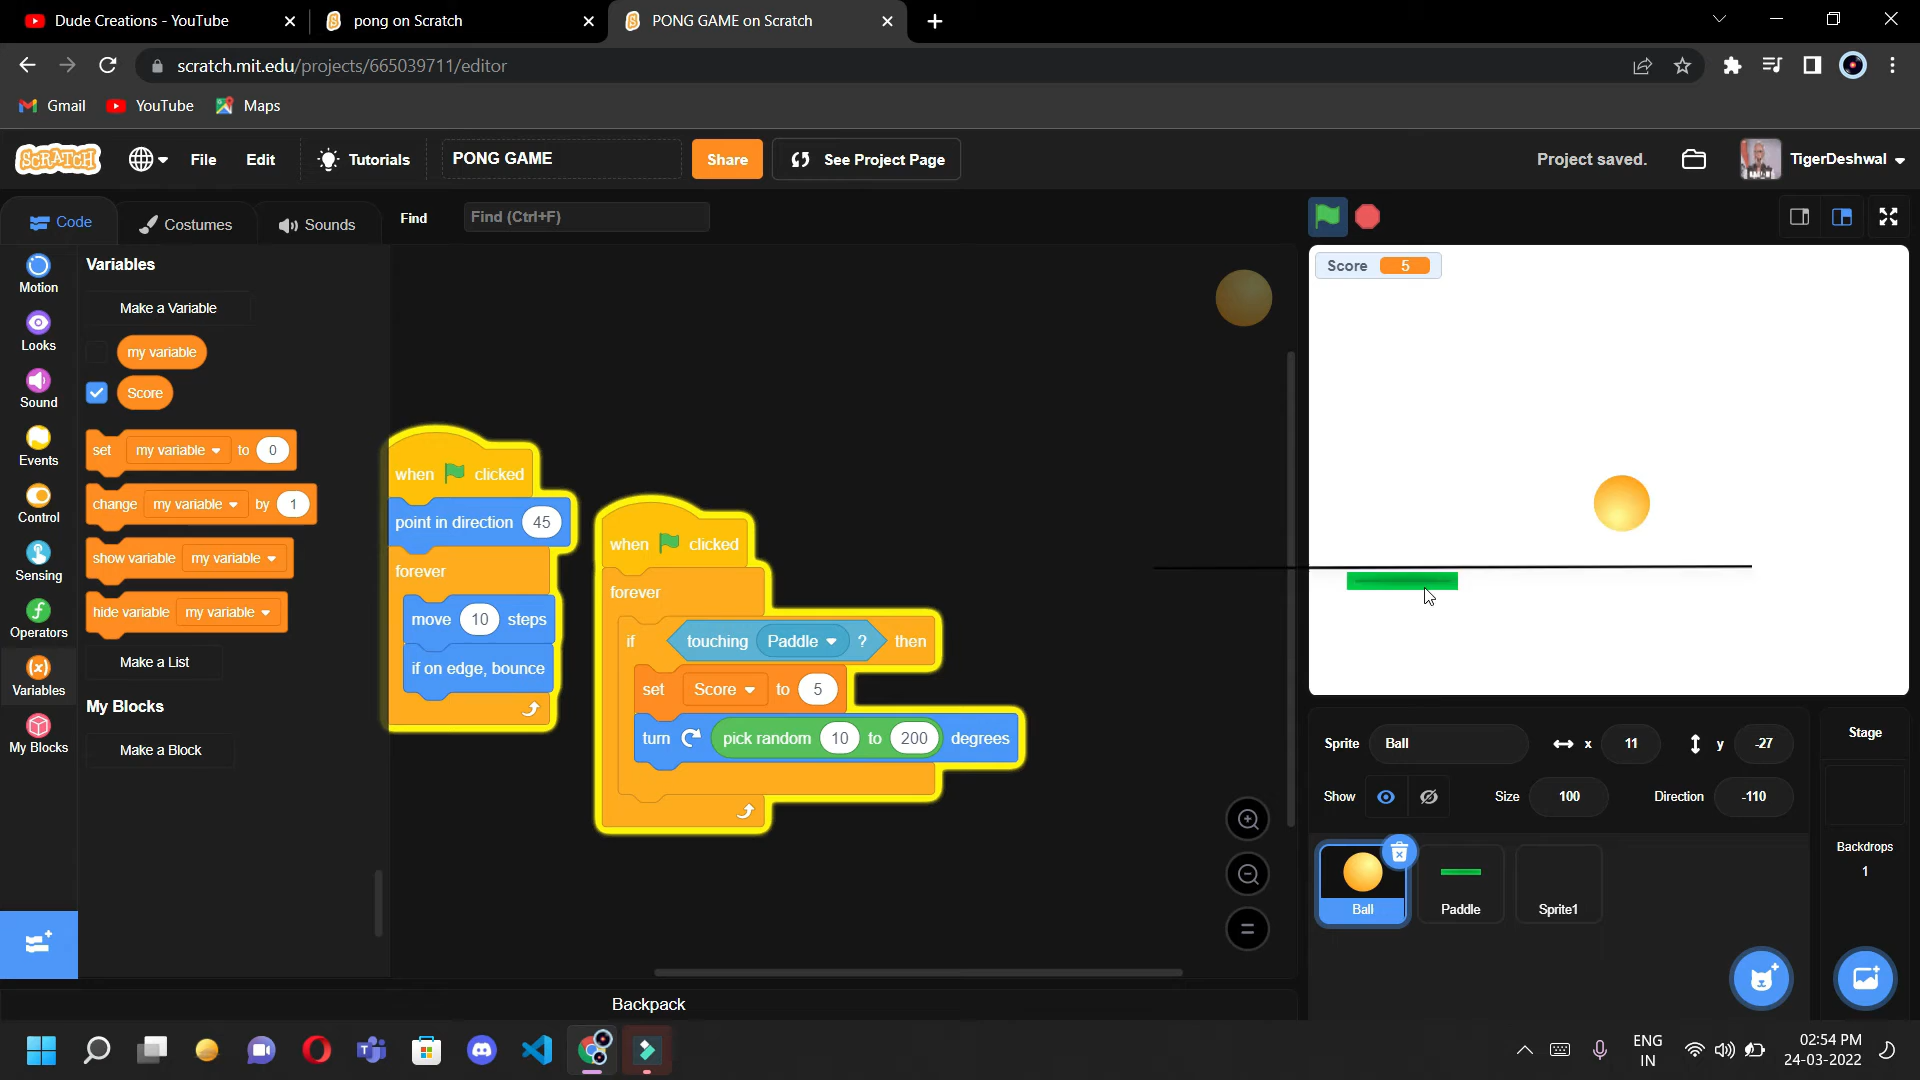 Dude Creations - YouTube
pong on Scratch
PONG GAME on Scratch
scratch.mit.edu/projects/665039711/editor
Gmail
YouTube
Maps
SCRATCH
File
Edit
Tutorials
PONG GAME
Share
See Project Page
Project saved.
TigerDeshwal
Code
Costumes
Sounds
Find
Find (Ctrl+F)
Motion
Looks
Sound
Events
Control
Sensing
Operators
Variables
My Blocks
Variables
Make a Variable
my variable
Score
set my variable to 0
change my variable by 1
show variable my variable
hide variable my variable
Make a List
My Blocks
Make a Block
when clicked
point in direction 45
forever
move 10 steps
if on edge, bounce
when clicked
forever
if touching Paddle ? then
set Score to 5
turn pick random 10 to 200 degrees
Backpack
Score 5
Sprite Ball x 11 y -27
Show Size 100 Direction -110
Ball
Paddle
Sprite1
Stage
Backdrops
1
ENG
IN
02:54 PM
24-03-2022